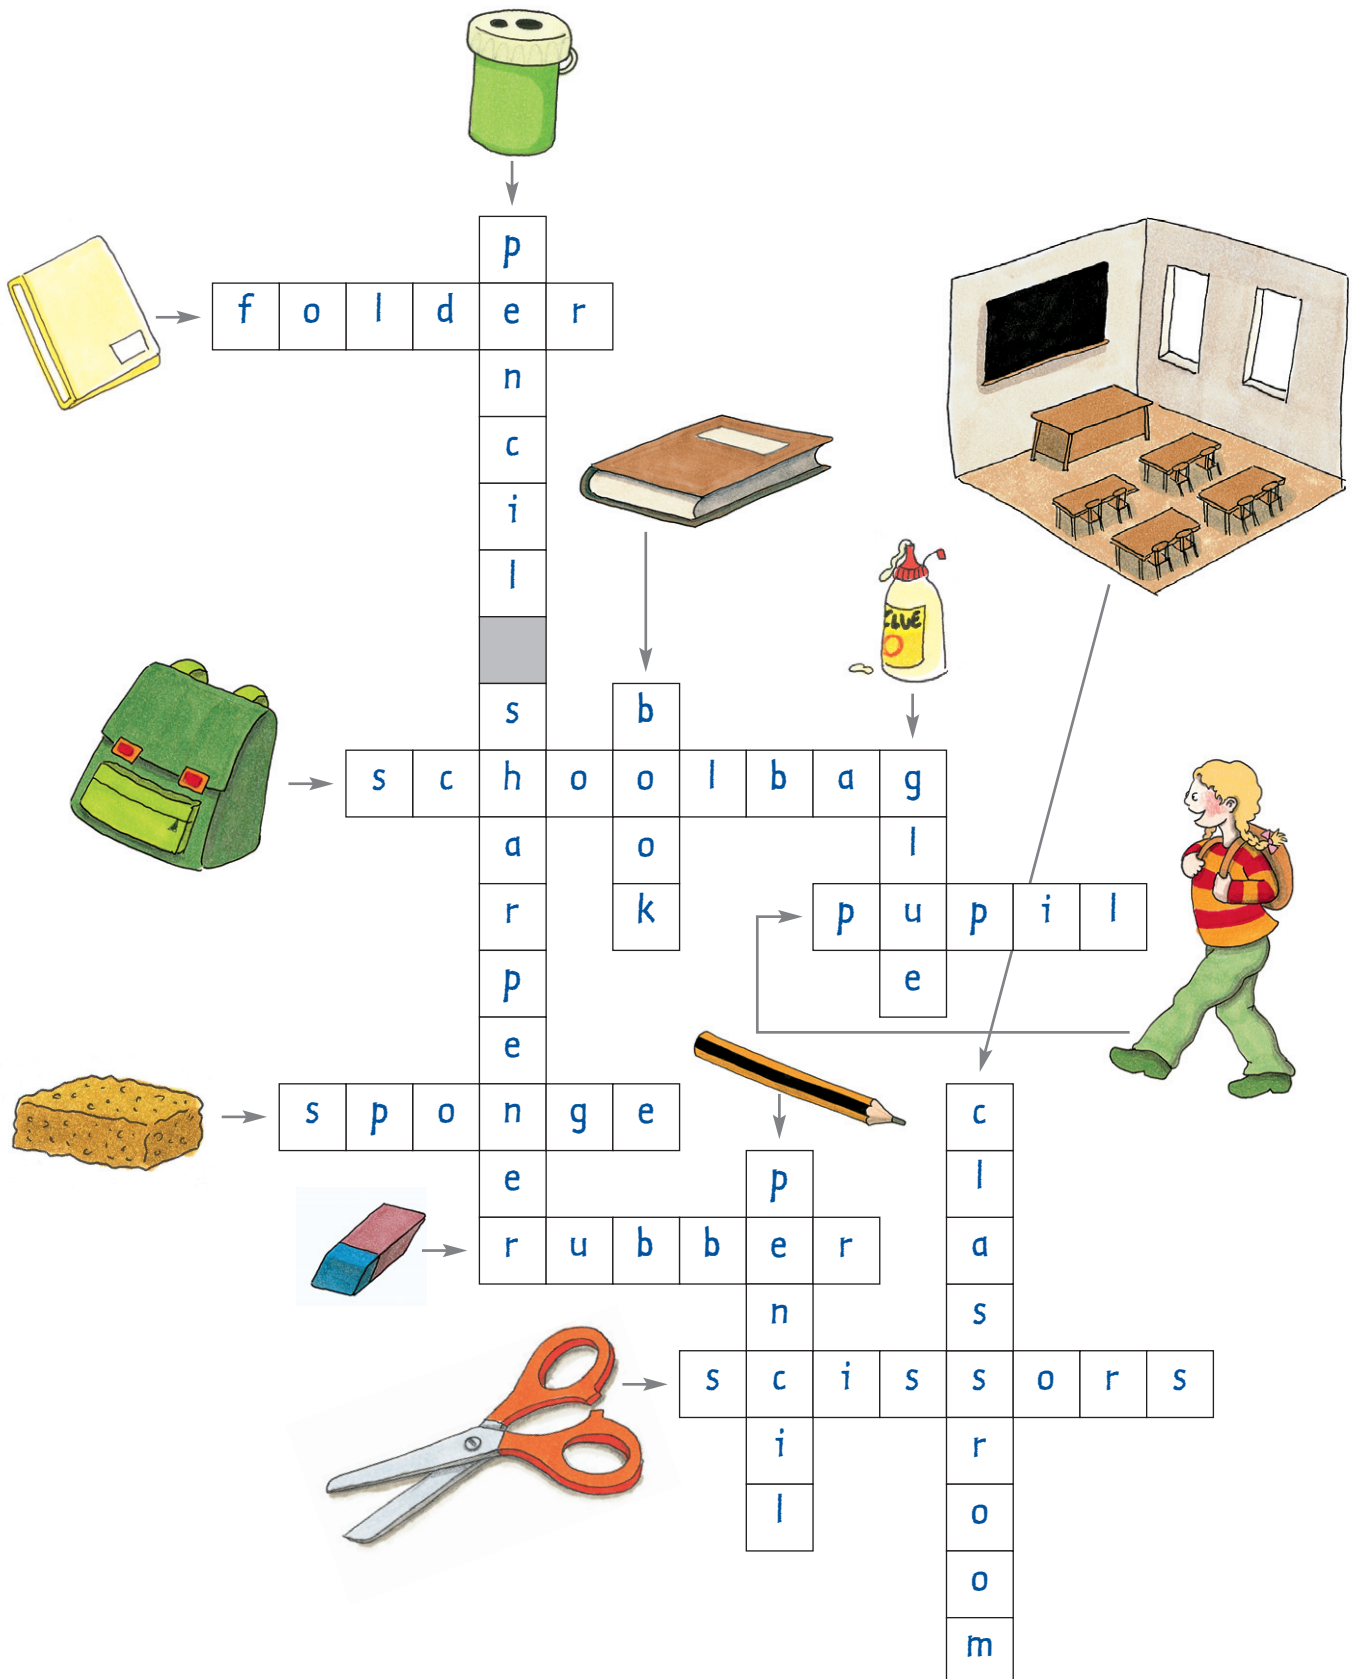 pencil sharpener
folder
GLUE
book
schoolbag
glue
pupil
classroom
sponge
pencil
rubber
scissors